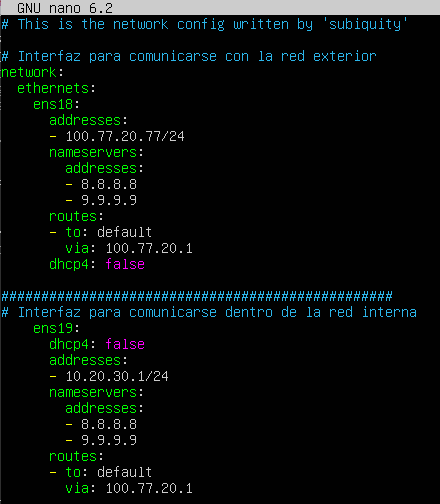 GNU nano 6.2
# This is the network config written by 'subiquity'
# Interfaz para comunicarse con la red exterior
network:
  ethernets:
    ens18:
      addresses:
      - 100.77.20.77/24
      nameservers:
        addresses:
        - 8.8.8.8
        - 9.9.9.9
      routes:
      - to: default
        via: 100.77.20.1
      dhcp4: false
#################################################
# Interfaz para comunicarse dentro de la red interna
    ens19:
      dhcp4: false
      addresses:
      - 10.20.30.1/24
      nameservers:
        addresses:
        - 8.8.8.8
        - 9.9.9.9
      routes:
      - to: default
        via: 100.77.20.1